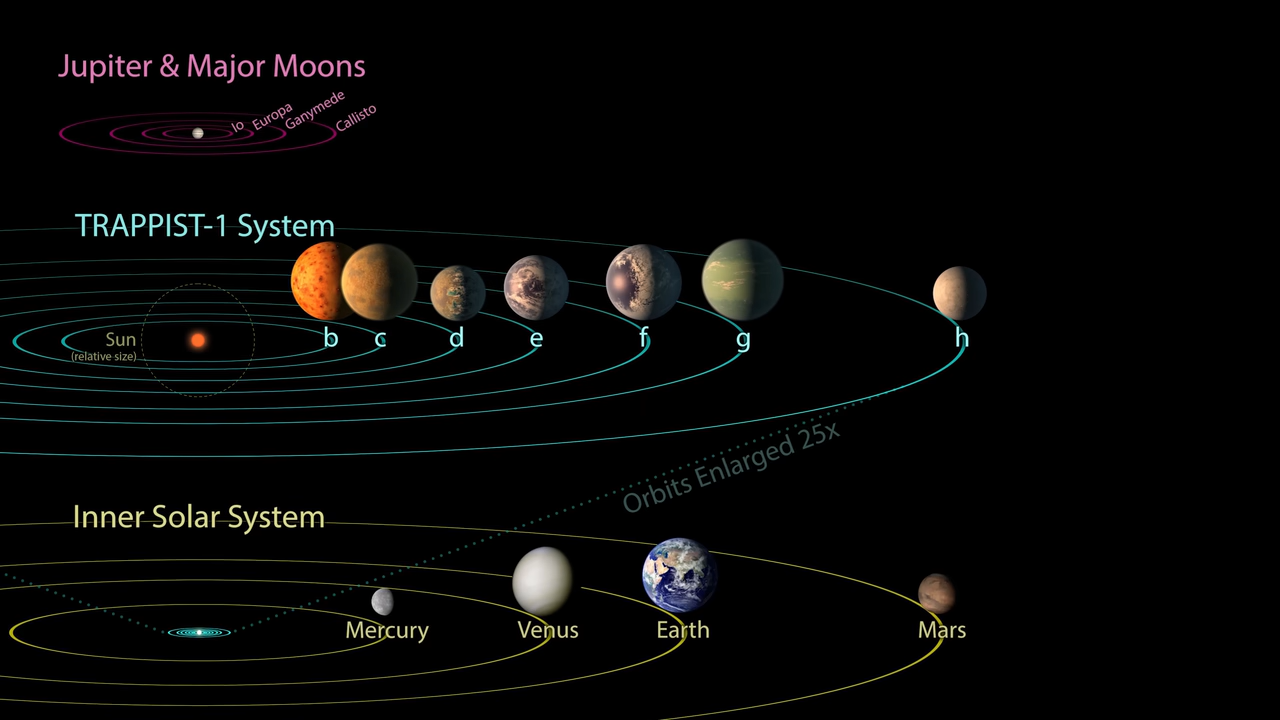 Jupiter & Major Moons
Io
Europa
Ganymede
Callisto
TRAPPIST-1 System
Sun
(relative size)
b
c
d
e
f
g
h
Orbits Enlarged 25x
Inner Solar System
Mercury
Venus
Earth
Mars